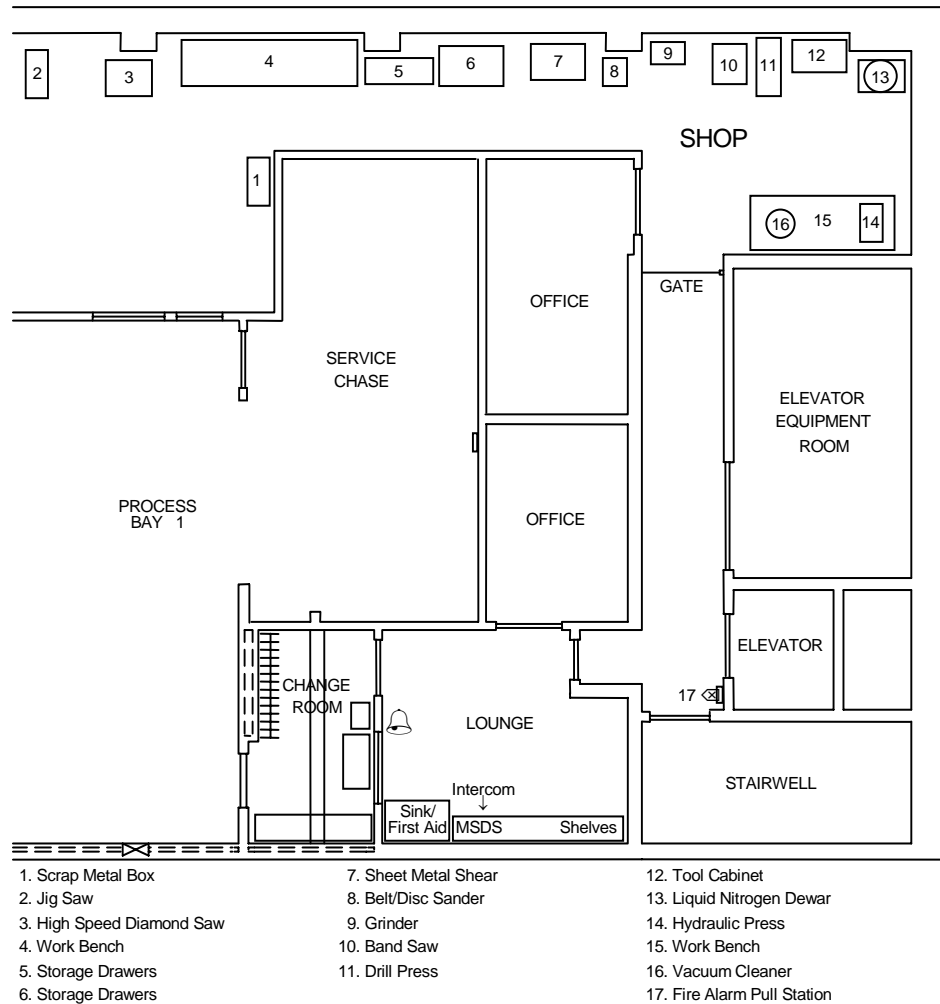 2
3
4
5
6
7
8
9
10
11
12
13
SHOP
1
16
15
14
GATE
OFFICE
SERVICE
CHASE
ELEVATOR
EQUIPMENT
ROOM
PROCESS
BAY 1
OFFICE
ELEVATOR
CHANGE
ROOM
17
LOUNGE
STAIRWELL
Intercom
↓
Sink/
First Aid
MSDS
Shelves
1. Scrap Metal Box
2. Jig Saw
3. High Speed Diamond Saw
4. Work Bench
5. Storage Drawers
6. Storage Drawers
7. Sheet Metal Shear
8. Belt/Disc Sander
9. Grinder
10. Band Saw
11. Drill Press
12. Tool Cabinet
13. Liquid Nitrogen Dewar
14. Hydraulic Press
15. Work Bench
16. Vacuum Cleaner
17. Fire Alarm Pull Station